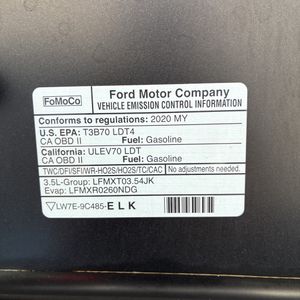 FoMoCo
Ford Motor Company
VEHICLE EMISSION CONTROL INFORMATION
Conforms to regulations: 2020 MY
U.S. EPA: T3B70 LDT4
CA OBD II Fuel: Gasoline
California: ULEV70 LDT
CA OBD II Fuel: Gasoline
TWC/DFI/SFI/WR-HO2S/HO2S/TC/CAC No adjustments needed.
3.5L-Group: LFMXT03.54JK
Evap: LFMXR0260NDG
▽LW7E-9C485-E L K